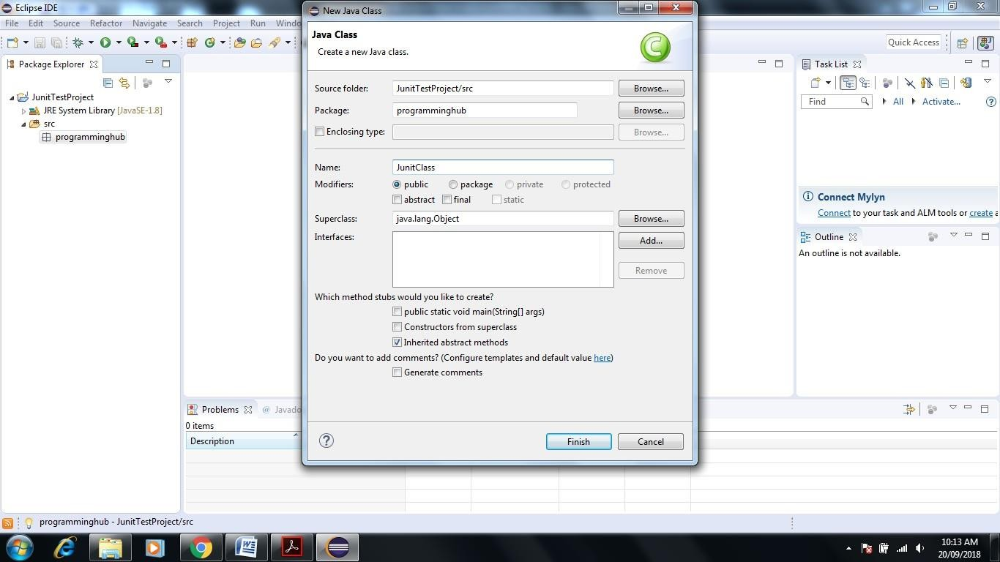 Eclipse IDE
File Edit Source Refactor Navigate Search Project Run
Quick Access
Package Explorer
JunitTestProject
JRE System Library [JavaSE-1.8]
src
programminghub
New Java Class
Java Class
Create a new Java class.
Source folder: JunitTestProject/src Browse...
Package: programminghub Browse...
Enclosing type: Browse...
Name: JunitClass
Modifiers: public package private protected
abstract final static
Superclass: java.lang.Object Browse...
Interfaces: Add...
Remove
Which method stubs would you like to create?
public static void main(String[] args)
Constructors from superclass
Inherited abstract methods
Do you want to add comments? (Configure templates and default value here)
Generate comments
Finish Cancel
Task List
Find All Activate...
Connect Mylyn
Connect to your task and ALM tools or create a
Outline
An outline is not available.
Problems @ Javado
0 items
Description
programminghub - JunitTestProject/src
10:13 AM
20/09/2018